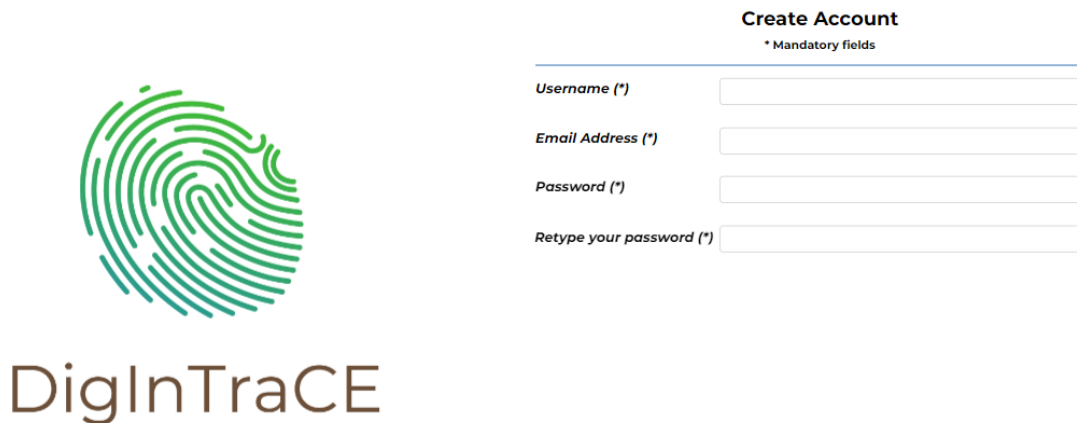 Create Account
* Mandatory fields
Username (*)
Email Address (*)
Password (*)
Retype your password (*)
DigInTraCE